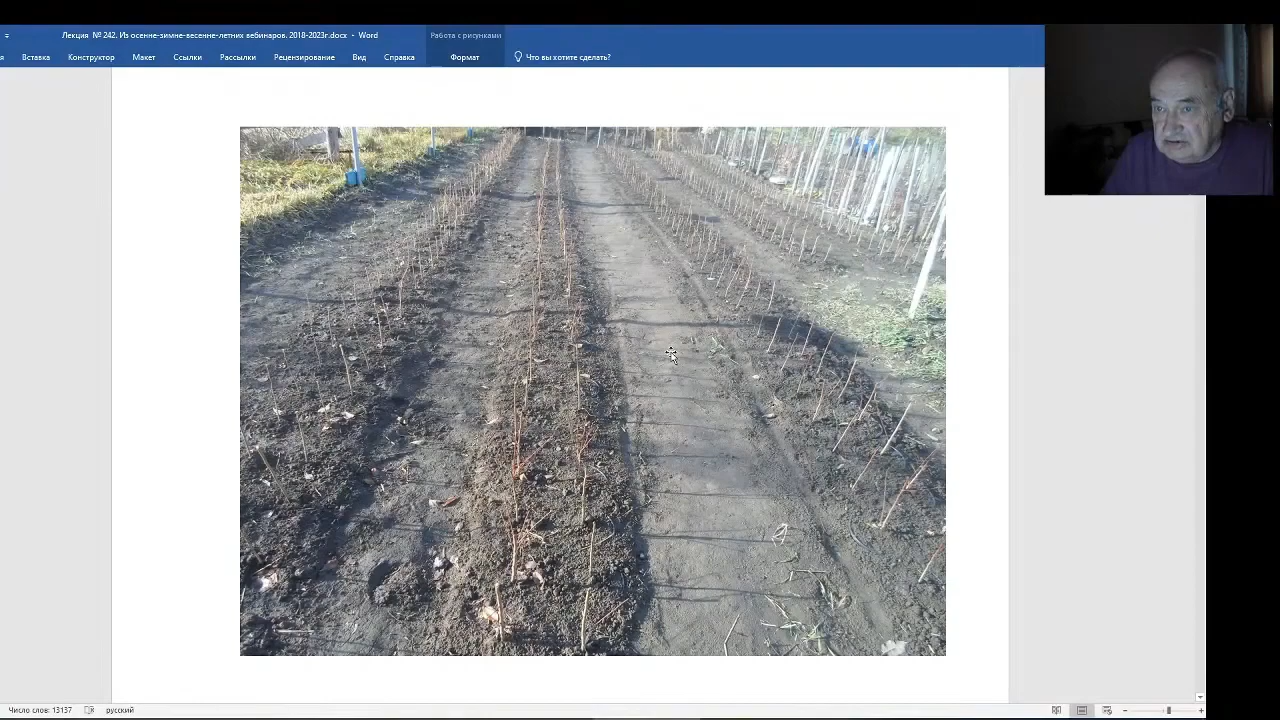 Лекция № 242. Из осенне-зимне-весенне-летних вебинаров. 2018-2023г.docx - Word
Работа с рисунками
Вставка Конструктор Макет Ссылки Рассылки Рецензирование Вид Справка Формат Что вы хотите сделать?
Число слов: 13137 русский